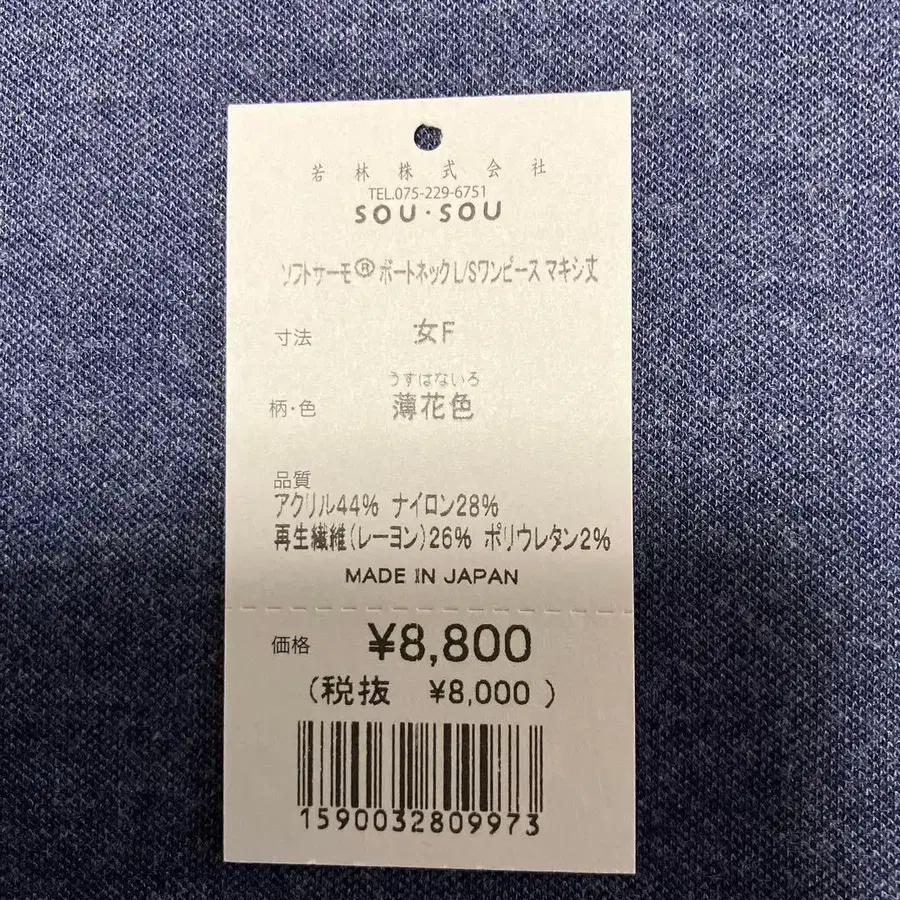 若林株式会社
TEL.075-229-6751
SOU・SOU
ソフトサーモ® ボートネックL/Sワンピース マキシ丈
寸法 女F
うすはないろ
柄・色 薄花色
品質
アクリル44% ナイロン28%
再生繊維(レーヨン)26% ポリウレタン2%
MADE IN JAPAN
価格 ¥8,800
(税抜 ¥8,000)
1590032809973